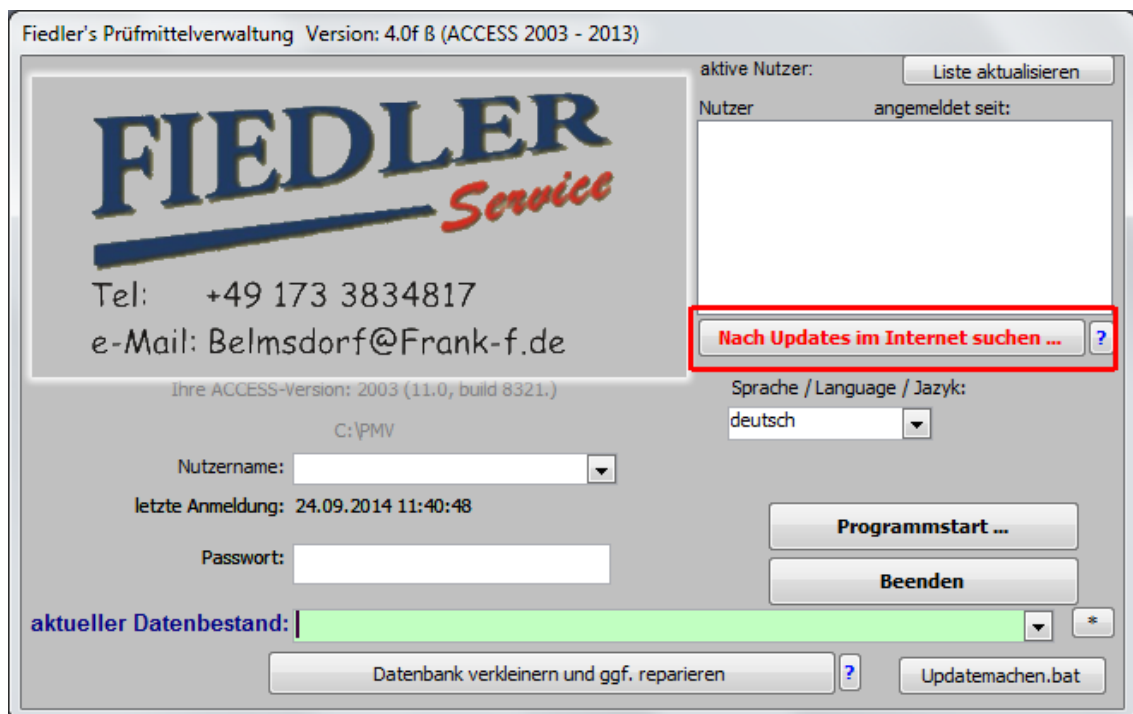 Fiedler's Prüfmittelverwaltung Version: 4.0f ß (ACCESS 2003 - 2013)
FIEDLER
Service
Tel: +49 173 3834817
e-Mail: Belmsdorf@Frank-f.de
aktive Nutzer:
Liste aktualisieren
Nutzer angemeldet seit:
Nach Updates im Internet suchen ... ?
Ihre ACCESS-Version: 2003 (11.0, build 8321.)
C:\PMV
Sprache / Language / Jazyk:
deutsch
Nutzername:
letzte Anmeldung: 24.09.2014 11:40:48
Passwort:
Programmstart ...
Beenden
aktueller Datenbestand: *
Datenbank verkleinern und ggf. reparieren ?
Updatemachen.bat